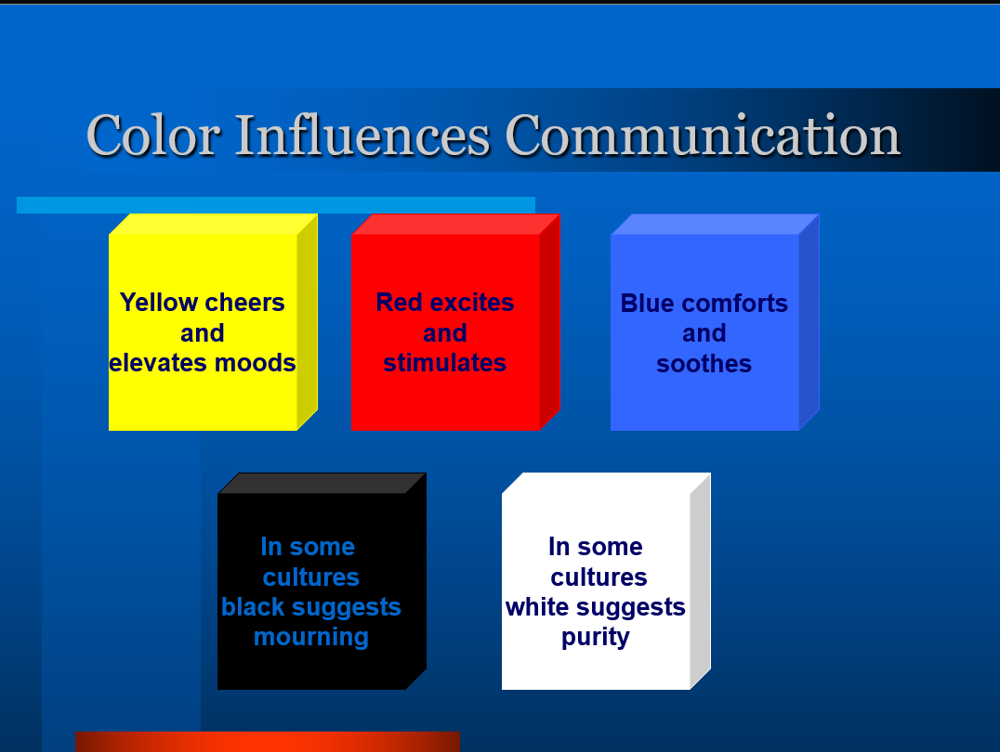 Color Influences Communication
Yellow cheers
and
elevates moods
Red excites
and
stimulates
Blue comforts
and
soothes
In some
cultures
black suggests
mourning
In some
cultures
white suggests
purity